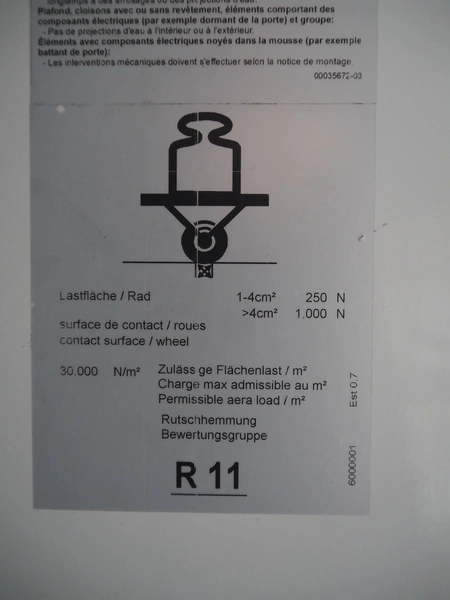 Plafond, cloisons avec ou sans revêtement, éléments comportant des
composants électriques (par exemple dormant de la porte) et groupe:
- Pas de projections d'eau à l'intérieur ou à l'extérieur.
Éléments avec composants électriques noyés dans la mousse (par exemple
battant de porte):
- Les interventions mécaniques doivent s'effectuer selon la notice de montage.
00035672-03
Lastfläche / Rad 1-4cm² 250 N
>4cm² 1.000 N
surface de contact / roues
contact surface / wheel
30.000 N/m² Zuläss ge Flächenlast / m²
Charge max admissible au m²
Permissible aera load / m²
Rutschhemmung
Bewertungsgruppe
R 11
6000001 Est 0,7